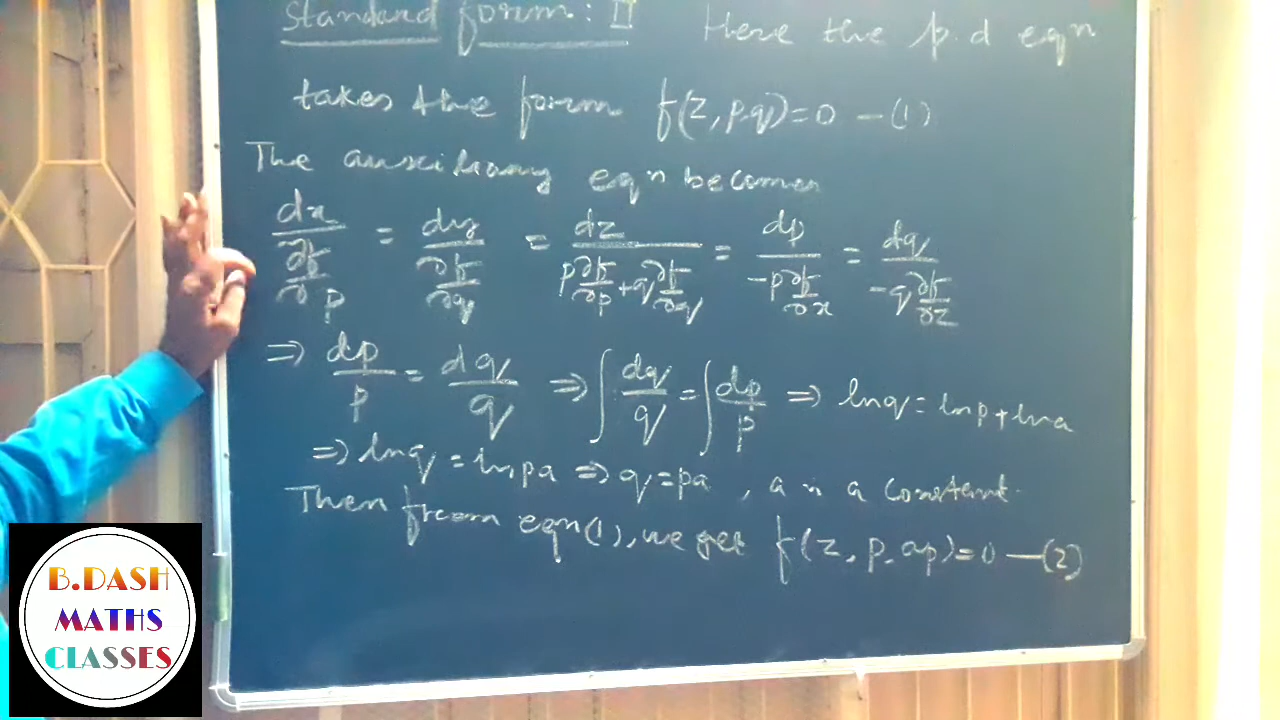 Standard form: II Here the p.d eqn
takes the form f(z, p, q) = 0 — (1)
The auxiliary eqn becomes
dx/(∂f/∂p) = dy/(∂f/∂q) = dz/(p ∂f/∂p + q ∂f/∂q) = dp/(-p ∂f/∂x) = dq/(-q ∂f/∂z)
⇒ dp/p = dq/q ⇒ ∫ dq/q = ∫ dp/p ⇒ ln q = ln p + ln a
⇒ ln q = ln pa ⇒ q = pa , a is a constant.
Then from eqn(1), we get f(z, p, ap) = 0 — (2)
B.DASH
MATHS
CLASSES